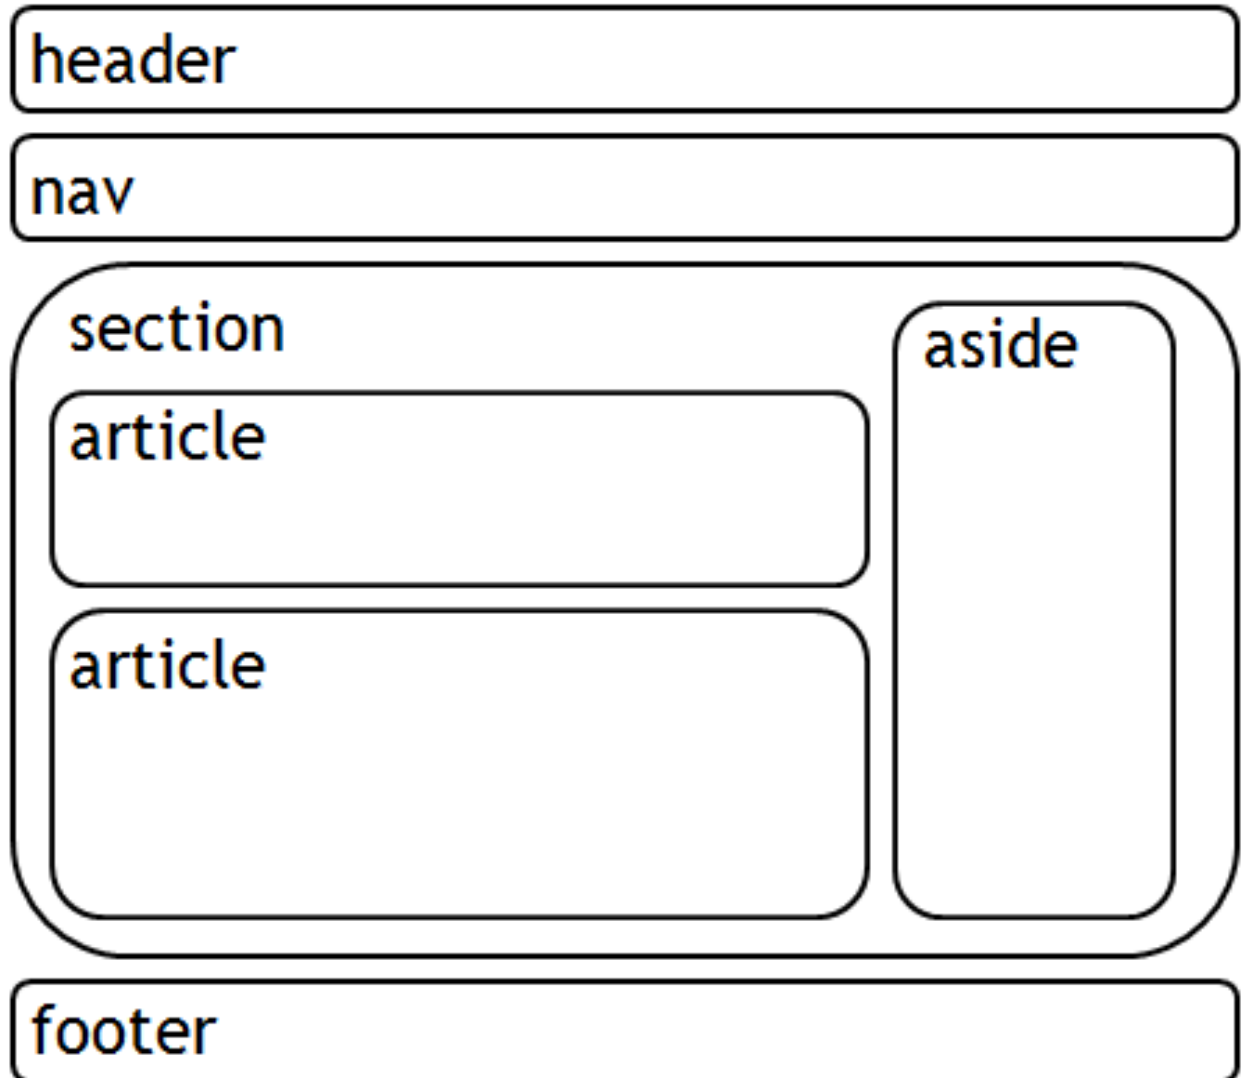 header
nav
section
aside
article
article
footer